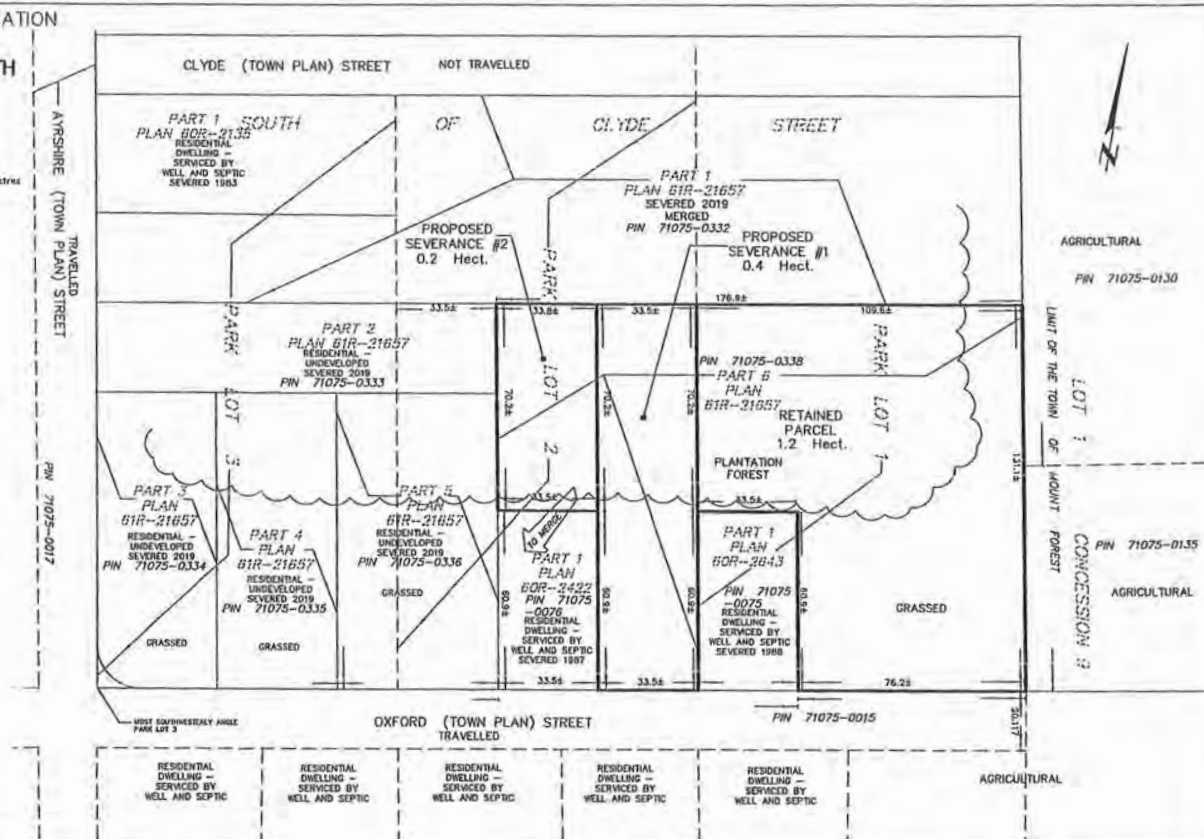 ATION
TH
CLYDE (TOWN PLAN) STREET NOT TRAVELLED
AYRSHIRE (TOWN PLAN) STREET
TRAVELLED
PIN 71075-0017
SOUTH OF CLYDE STREET
PART 1
PLAN 60R-2135
RESIDENTIAL
DWELLING -
SERVICED BY
WELL AND SEPTIC
SEVERED 1983
PART 1
PLAN 61R-21657
SEVERED 2019
MERGED
PIN 71075-0332
PROPOSED
SEVERANCE #2
0.2 Hect.
PROPOSED
SEVERANCE #1
0.4 Hect.
AGRICULTURAL
PIN 71075-0130
176.9±
33.5±
33.8±
33.5±
109.6±
PARK LOT 3
PARK LOT 2
PARK LOT 1
PART 2
PLAN 61R-21657
RESIDENTIAL -
UNDEVELOPED
SEVERED 2019
PIN 71075-0333
PIN 71075-0338
PART 6
PLAN
61R-21657
RETAINED
PARCEL
1.2 Hect.
PLANTATION
FOREST
70.2±
70.2±
70.2±
131.1±
LIMIT OF THE TOWN OF MOUNT FOREST
LOT 1
CONCESSION
PIN 71075-0135
AGRICULTURAL
PART 3
PLAN
61R-21657
RESIDENTIAL -
UNDEVELOPED
SEVERED 2019
PIN 71075-0334
GRASSED
PART 4
PLAN
61R-21657
RESIDENTIAL -
UNDEVELOPED
SEVERED 2019
PIN 71075-0335
GRASSED
PART 5
PLAN
61R-21657
RESIDENTIAL -
UNDEVELOPED
SEVERED 2019
PIN 71075-0336
GRASSED
33.5±
TO MERGE
PART 1
PLAN
60R-2422
PIN 71075
-0076
RESIDENTIAL
DWELLING -
SERVICED BY
WELL AND SEPTIC
SEVERED 1987
33.5±
PART 1
PLAN
60R-2643
PIN 71075
-0075
RESIDENTIAL
DWELLING -
SERVICED BY
WELL AND SEPTIC
SEVERED 1988
60.9±
60.9±
60.9±
60.9±
GRASSED
33.5±
33.5±
76.2±
20.117
MOST SOUTHWESTERLY ANGLE
PARK LOT 3
OXFORD (TOWN PLAN) STREET
TRAVELLED
PIN 71075-0015
RESIDENTIAL
DWELLING -
SERVICED BY
WELL AND SEPTIC
RESIDENTIAL
DWELLING -
SERVICED BY
WELL AND SEPTIC
RESIDENTIAL
DWELLING -
SERVICED BY
WELL AND SEPTIC
RESIDENTIAL
DWELLING -
SERVICED BY
WELL AND SEPTIC
RESIDENTIAL
DWELLING -
SERVICED BY
WELL AND SEPTIC
AGRICULTURAL